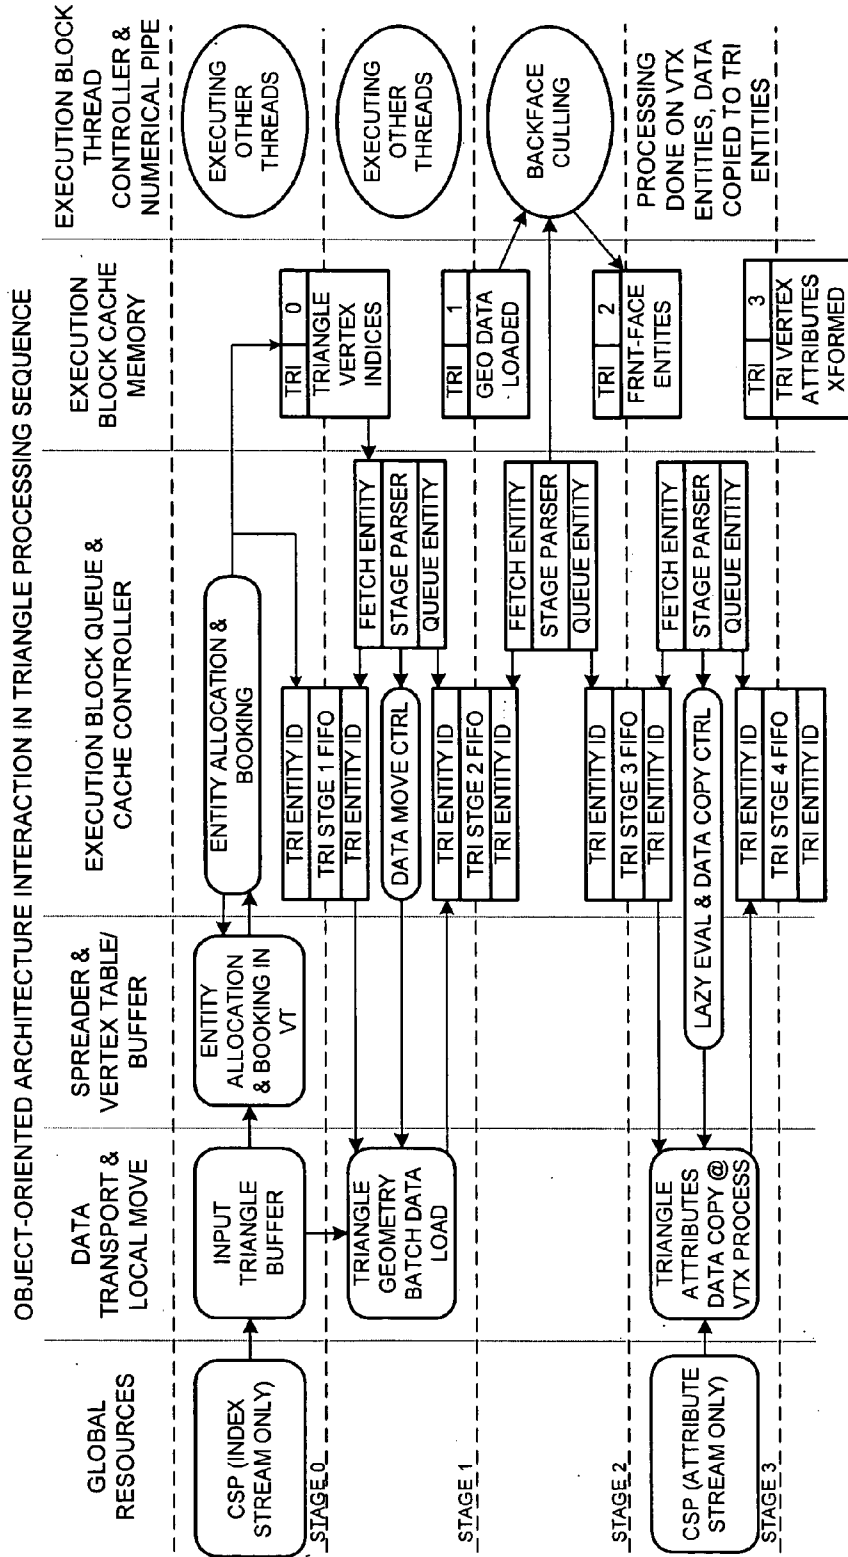 OBJECT-ORIENTED ARCHITECTURE INTERACTION IN TRIANGLE PROCESSING SEQUENCE
GLOBAL
RESOURCES
DATA
TRANSPORT &
LOCAL MOVE
SPREADER &
VERTEX TABLE/
BUFFER
EXECUTION BLOCK QUEUE &
CACHE CONTROLLER
EXECUTION
BLOCK CACHE
MEMORY
EXECUTION BLOCK
THREAD
CONTROLLER &
NUMERICAL PIPE
CSP (INDEX
STREAM ONLY)
INPUT
TRIANGLE
BUFFER
ENTITY
ALLOCATION
& BOOKING IN
VT
ENTITY ALLOCATION &
BOOKING
TRI 0
TRIANGLE
VERTEX
INDICES
EXECUTING
OTHER
THREADS
STAGE 0
TRI ENTITY ID
TRI STGE 1 FIFO
TRI ENTITY ID
TRIANGLE
GEOMETRY
BATCH DATA
LOAD
DATA MOVE CTRL
FETCH ENTITY
STAGE PARSER
QUEUE ENTITY
EXECUTING
OTHER
THREADS
TRI 1
GEO DATA
LOADED
STAGE 1
TRI ENTITY ID
TRI STGE 2 FIFO
TRI ENTITY ID
FETCH ENTITY
STAGE PARSER
QUEUE ENTITY
BACKFACE
CULLING
TRI 2
FRNT-FACE
ENTITES
STAGE 2
TRI ENTITY ID
TRI STGE 3 FIFO
TRI ENTITY ID
CSP (ATTRIBUTE
STREAM ONLY)
TRIANGLE
ATTRIBUTES
DATA COPY @
VTX PROCESS
LAZY EVAL & DATA COPY CTRL
FETCH ENTITY
STAGE PARSER
QUEUE ENTITY
PROCESSING
DONE ON VTX
ENTITIES, DATA
COPIED TO TRI
ENTITIES
STAGE 3
TRI ENTITY ID
TRI STGE 4 FIFO
TRI ENTITY ID
TRI 3
TRI VERTEX
ATTRIBUTES
XFORMED